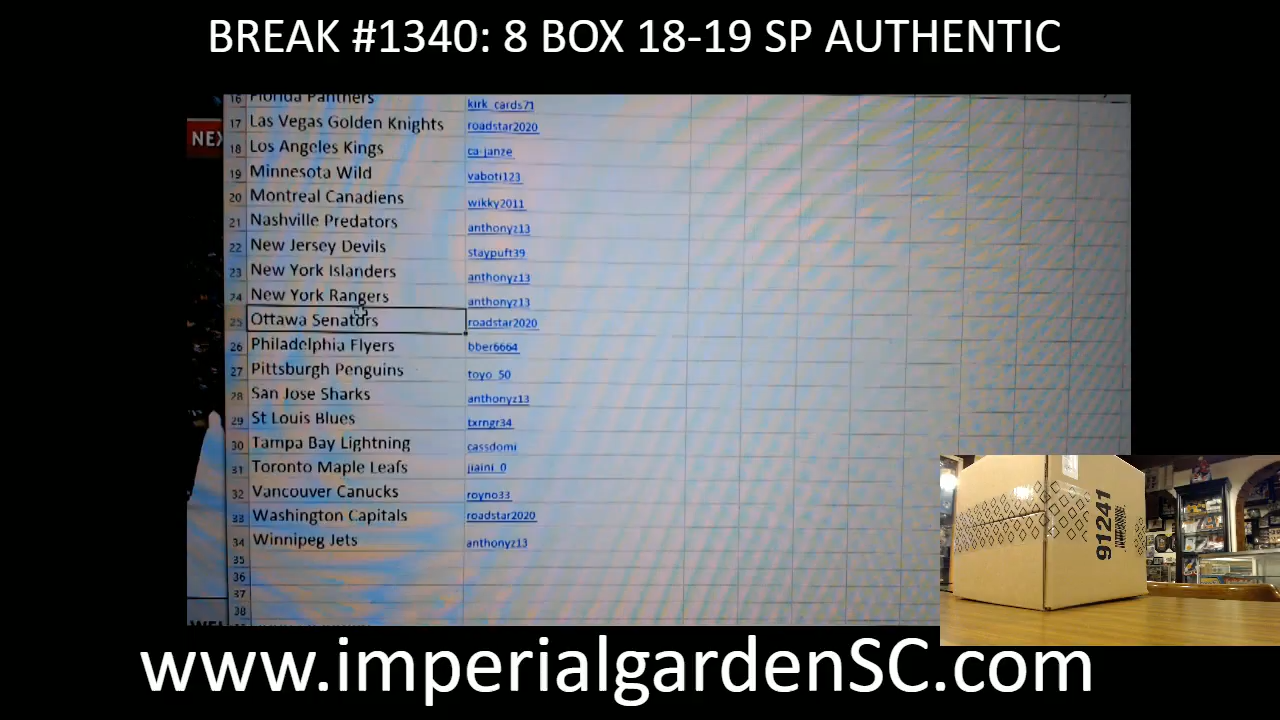 BREAK #1340: 8 BOX 18-19 SP AUTHENTIC
16 Florida Panthers kirk_cards71
17 Las Vegas Golden Knights roadstar2020
18 Los Angeles Kings ca-janze
19 Minnesota Wild vaboti123
20 Montreal Canadiens wikky2011
21 Nashville Predators anthonyz13
22 New Jersey Devils staypuft39
23 New York Islanders anthonyz13
24 New York Rangers anthonyz13
25 Ottawa Senators roadstar2020
26 Philadelphia Flyers bber6664
27 Pittsburgh Penguins toyo_50
28 San Jose Sharks anthonyz13
29 St Louis Blues txrngr34
30 Tampa Bay Lightning cassdomi
31 Toronto Maple Leafs jiaini_0
32 Vancouver Canucks royno33
33 Washington Capitals roadstar2020
34 Winnipeg Jets anthonyz13
35
36
37
38
NEX
WEL
91241
www.imperialgardenSC.com